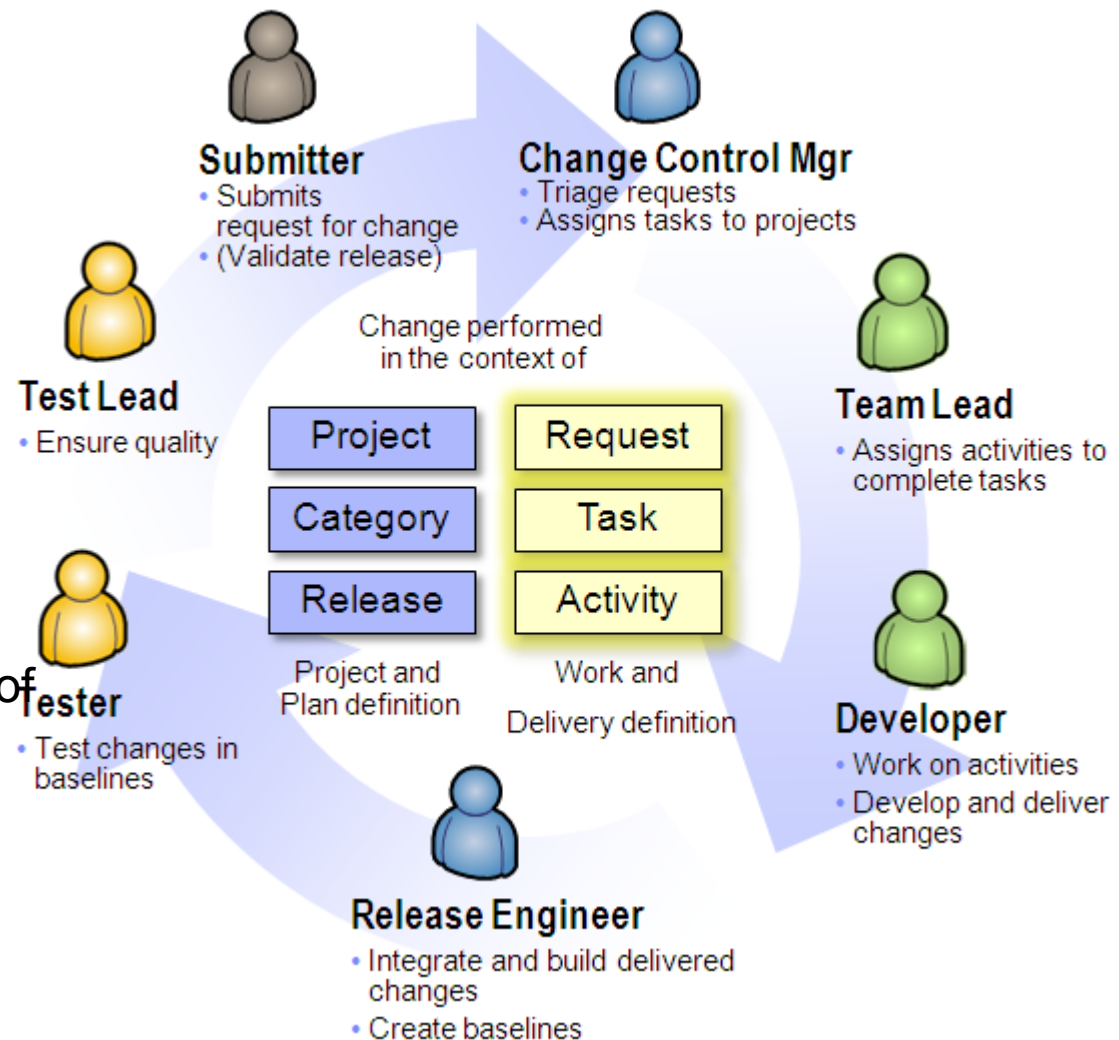 Submitter
• Submits
request for change
• (Validate release)
Change Control Mgr
• Triage requests
• Assigns tasks to projects
Team Lead
• Assigns activities to
complete tasks
Developer
• Work on activities
• Develop and deliver
changes
Release Engineer
• Integrate and build delivered
changes
• Create baselines
of
Tester
• Test changes in
baselines
Test Lead
• Ensure quality
Change performed
in the context of
Project
Category
Release
Project and
Plan definition
Request
Task
Activity
Work and
Delivery definition